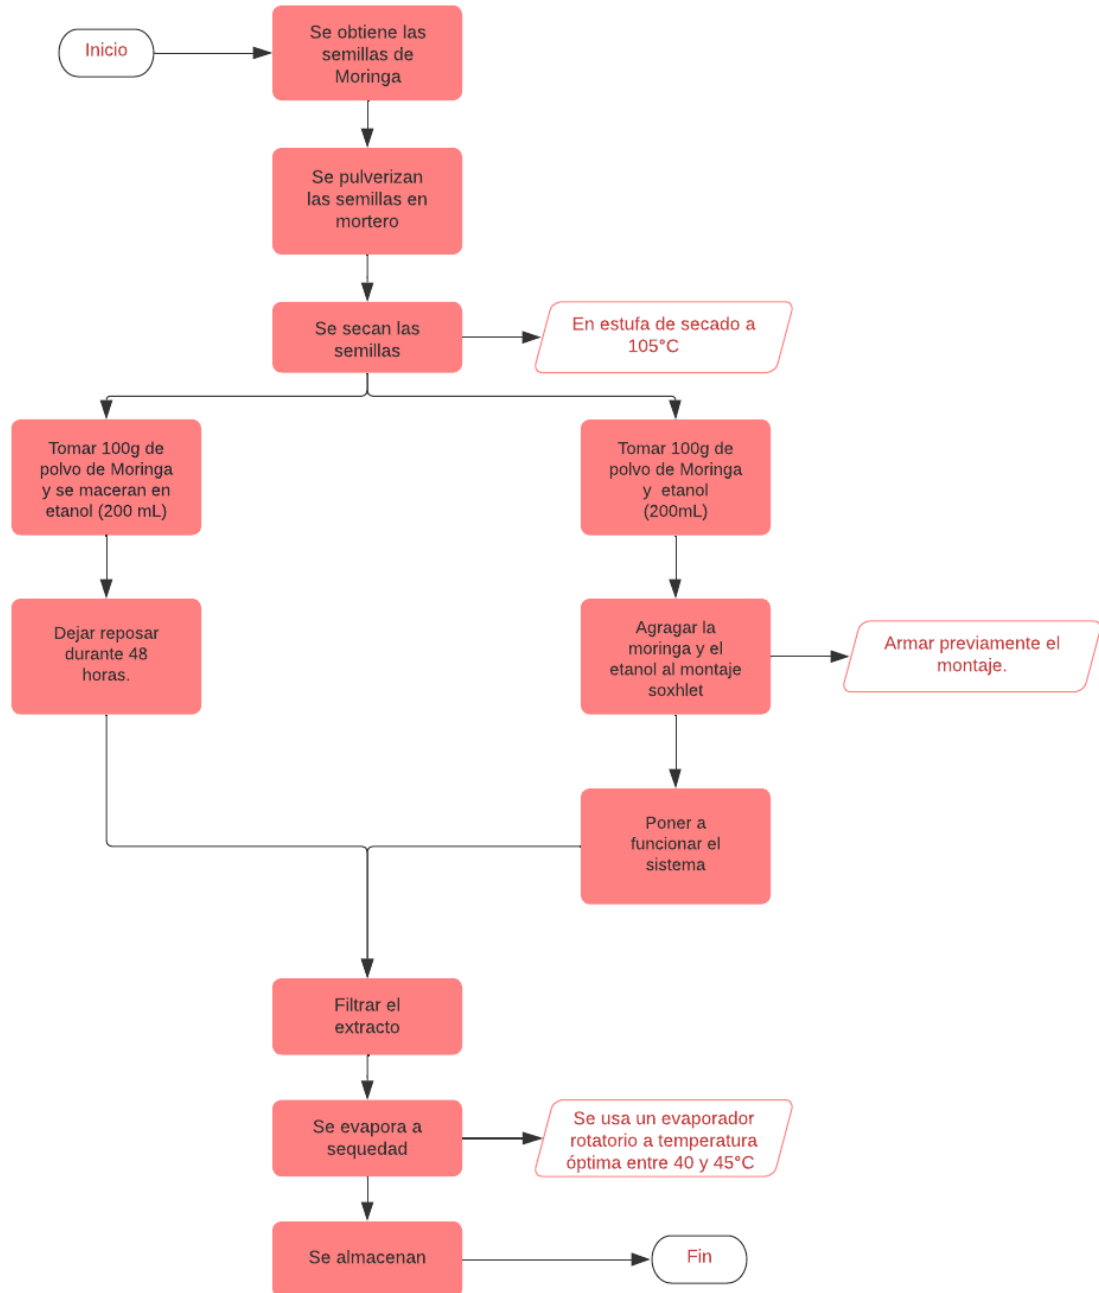 Inicio
Se obtiene las
semillas de
Moringa
Se pulverizan
las semillas en
mortero
Se secan las
semillas
En estufa de secado a
105°C
Tomar 100g de
polvo de Moringa
y se maceran en
etanol (200 mL)
Tomar 100g de
polvo de Moringa
y etanol
(200mL)
Dejar reposar
durante 48
horas.
Agragar la
moringa y el
etanol al montaje
soxhlet
Armar previamente el
montaje.
Poner a
funcionar el
sistema
Filtrar el
extracto
Se evapora a
sequedad
Se usa un evaporador
rotatorio a temperatura
óptima entre 40 y 45°C
Se almacenan
Fin